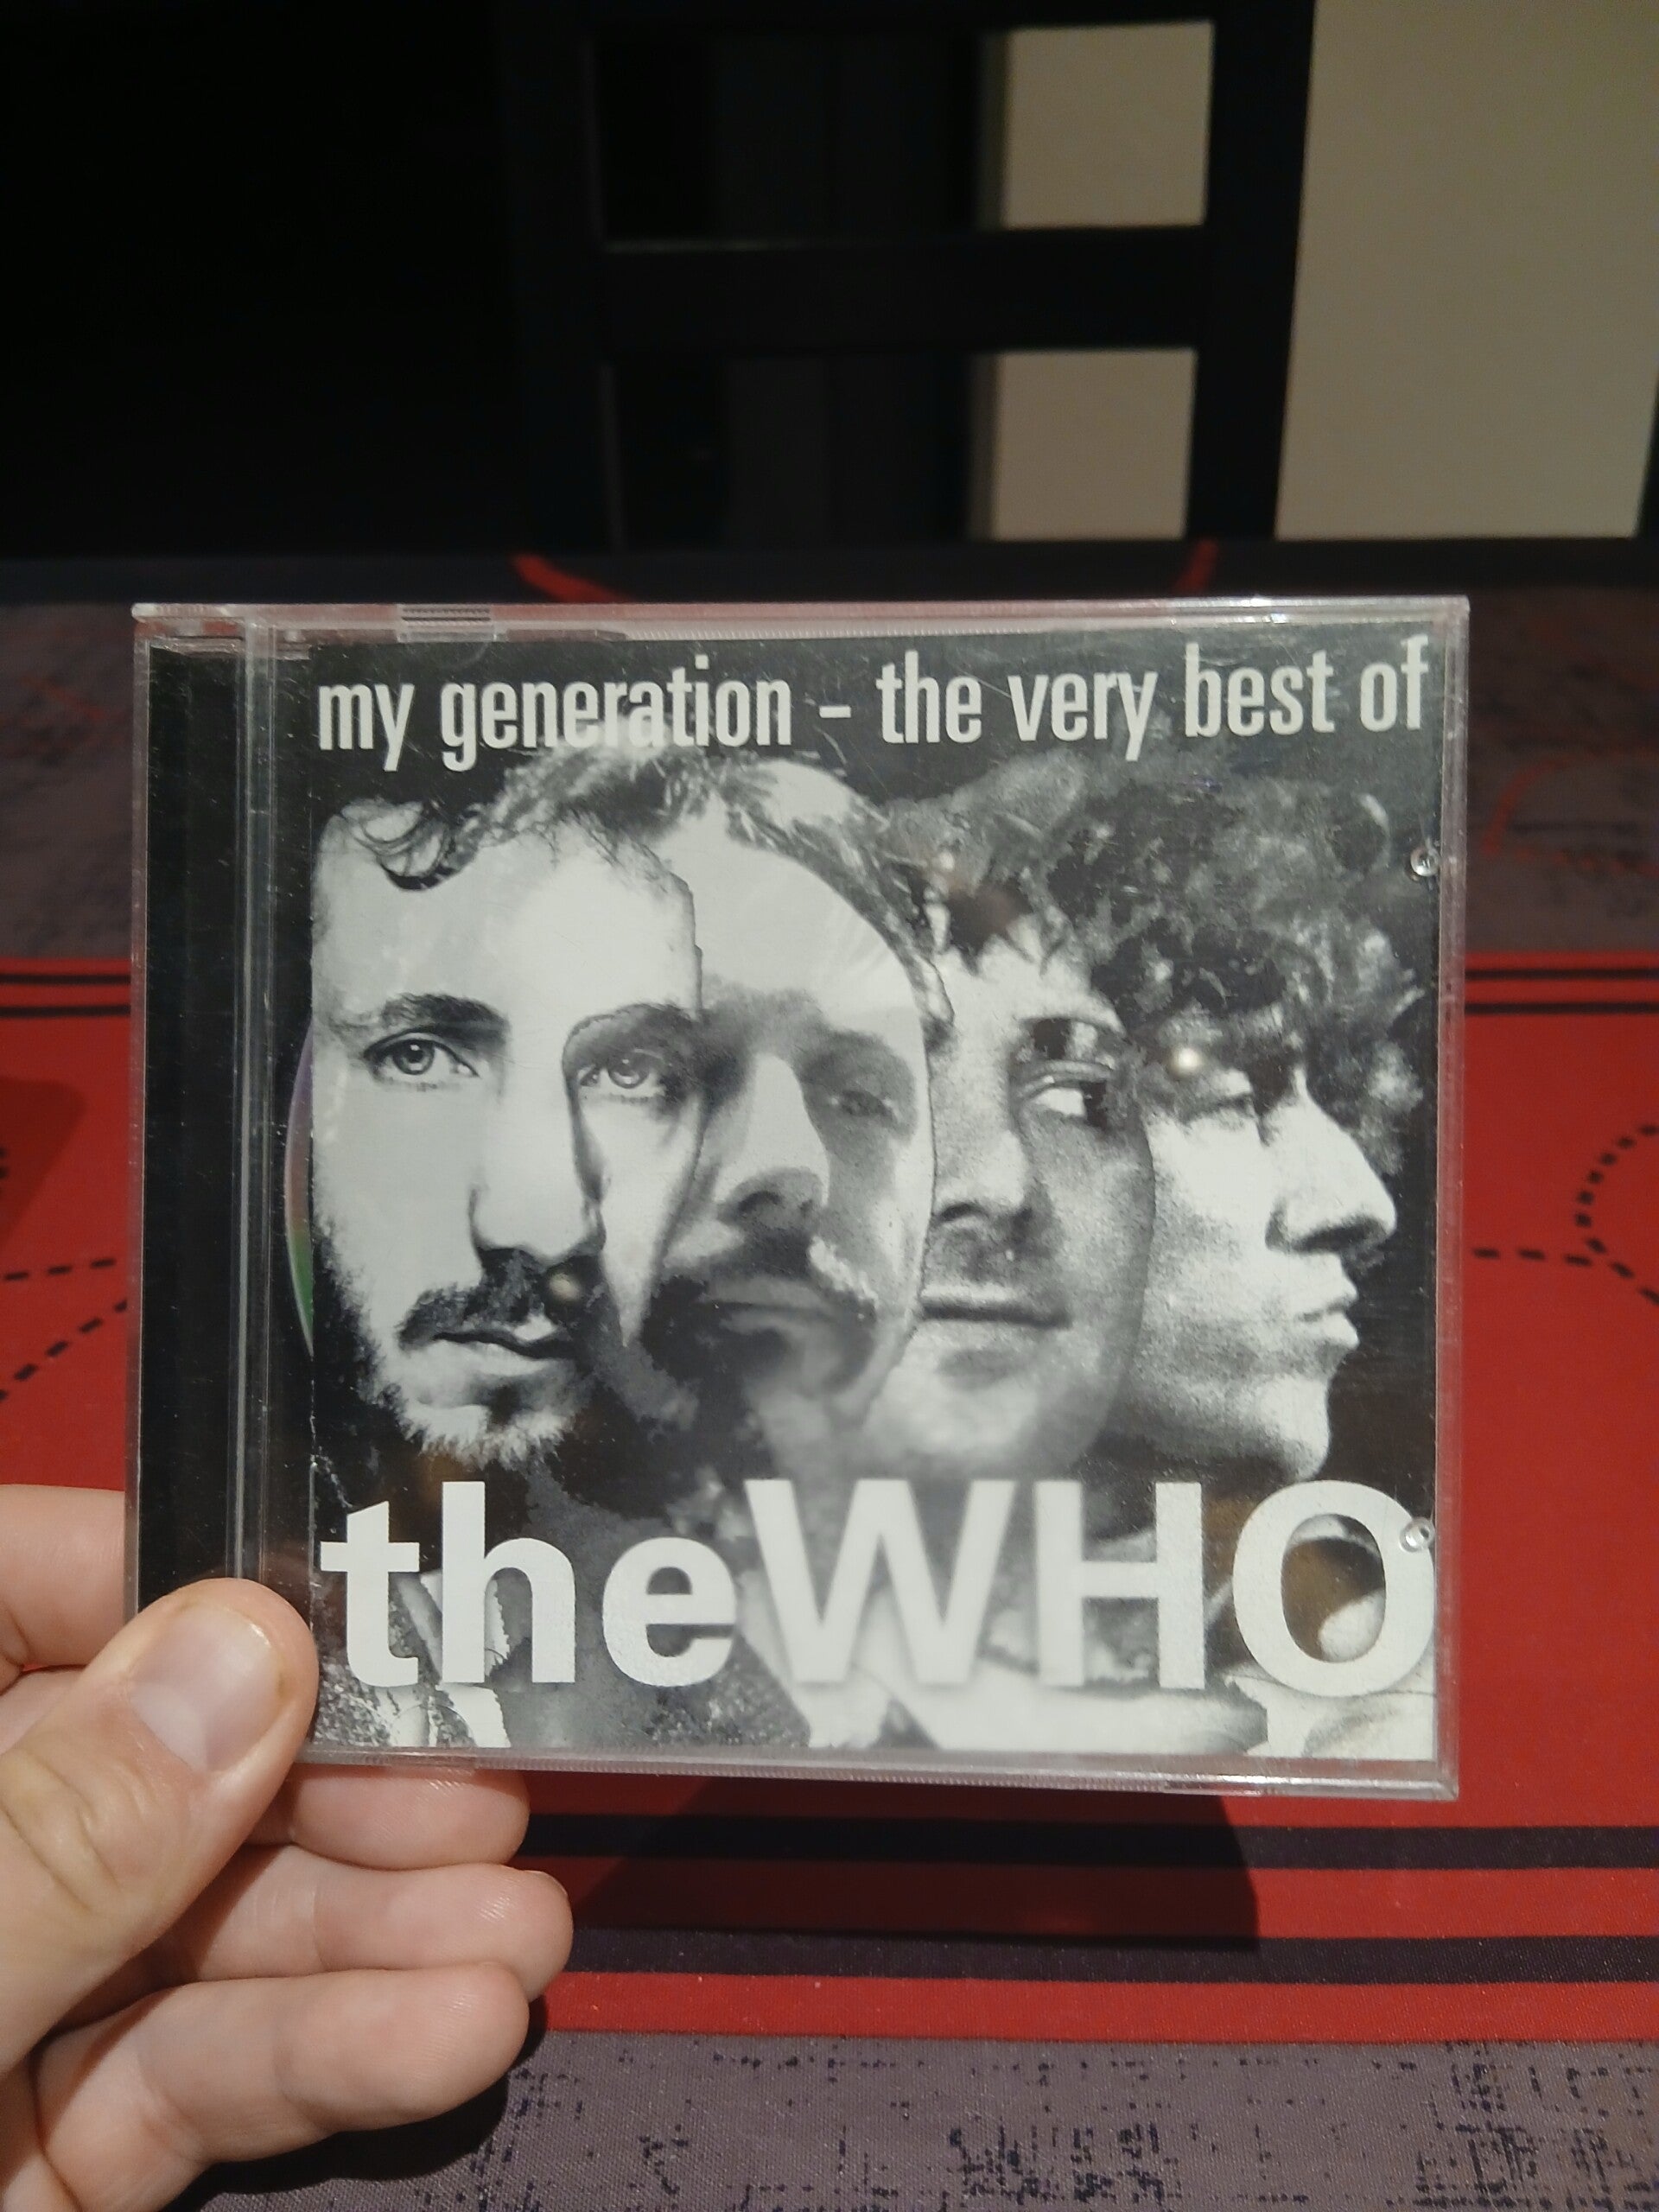 my generation – the very best of
theWHO